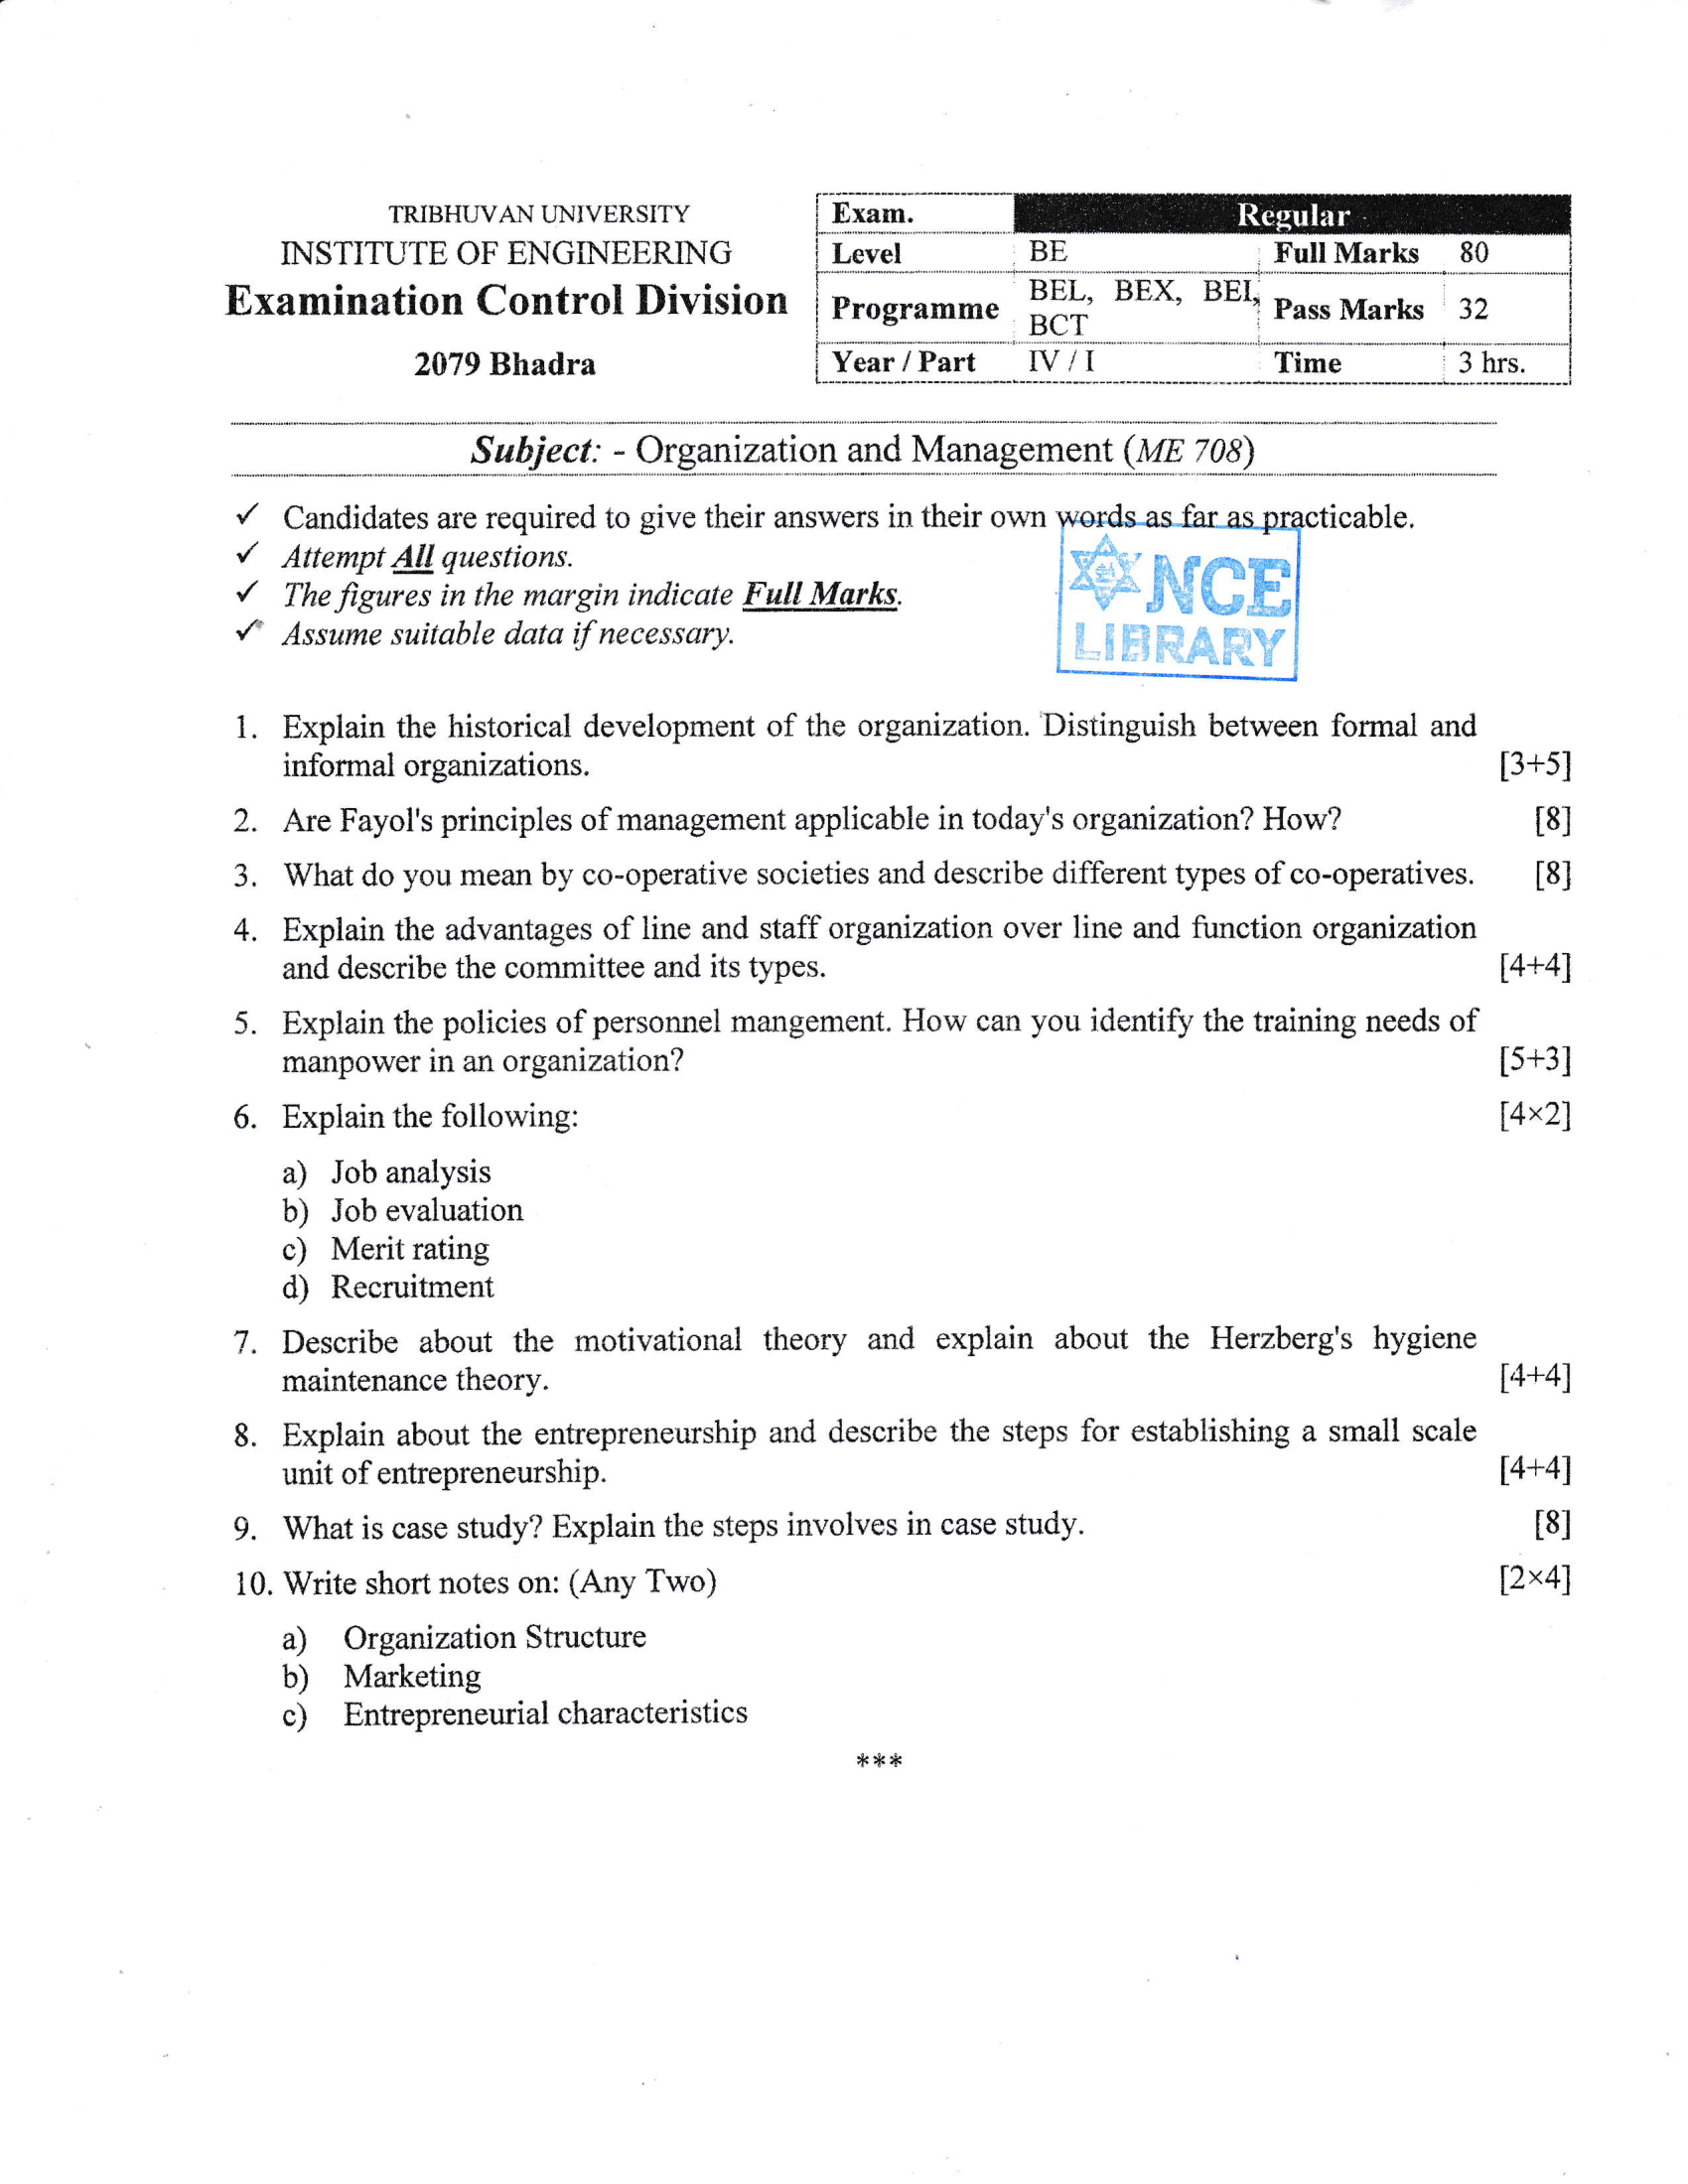 TRIBHUVAN UNIVERSITY
INSTITUTE OF ENGINEERING
Examination Control Division
2079 Bhadra
Exam. Regular
Level BE Full Marks 80
Programme BEL, BEX, BEI, BCT Pass Marks 32
Year / Part IV / I Time 3 hrs.
Subject: - Organization and Management (ME 708)
✓ Candidates are required to give their answers in their own words as far as practicable.
✓ Attempt All questions.
✓ The figures in the margin indicate Full Marks.
✓ Assume suitable data if necessary.
NCE
LIBRARY
1. Explain the historical development of the organization. Distinguish between formal and
informal organizations. [3+5]
2. Are Fayol's principles of management applicable in today's organization? How? [8]
3. What do you mean by co-operative societies and describe different types of co-operatives. [8]
4. Explain the advantages of line and staff organization over line and function organization
and describe the committee and its types. [4+4]
5. Explain the policies of personnel mangement. How can you identify the training needs of
manpower in an organization? [5+3]
6. Explain the following: [4×2]
a) Job analysis
b) Job evaluation
c) Merit rating
d) Recruitment
7. Describe about the motivational theory and explain about the Herzberg's hygiene
maintenance theory. [4+4]
8. Explain about the entrepreneurship and describe the steps for establishing a small scale
unit of entrepreneurship. [4+4]
9. What is case study? Explain the steps involves in case study. [8]
10. Write short notes on: (Any Two) [2×4]
a) Organization Structure
b) Marketing
c) Entrepreneurial characteristics
***